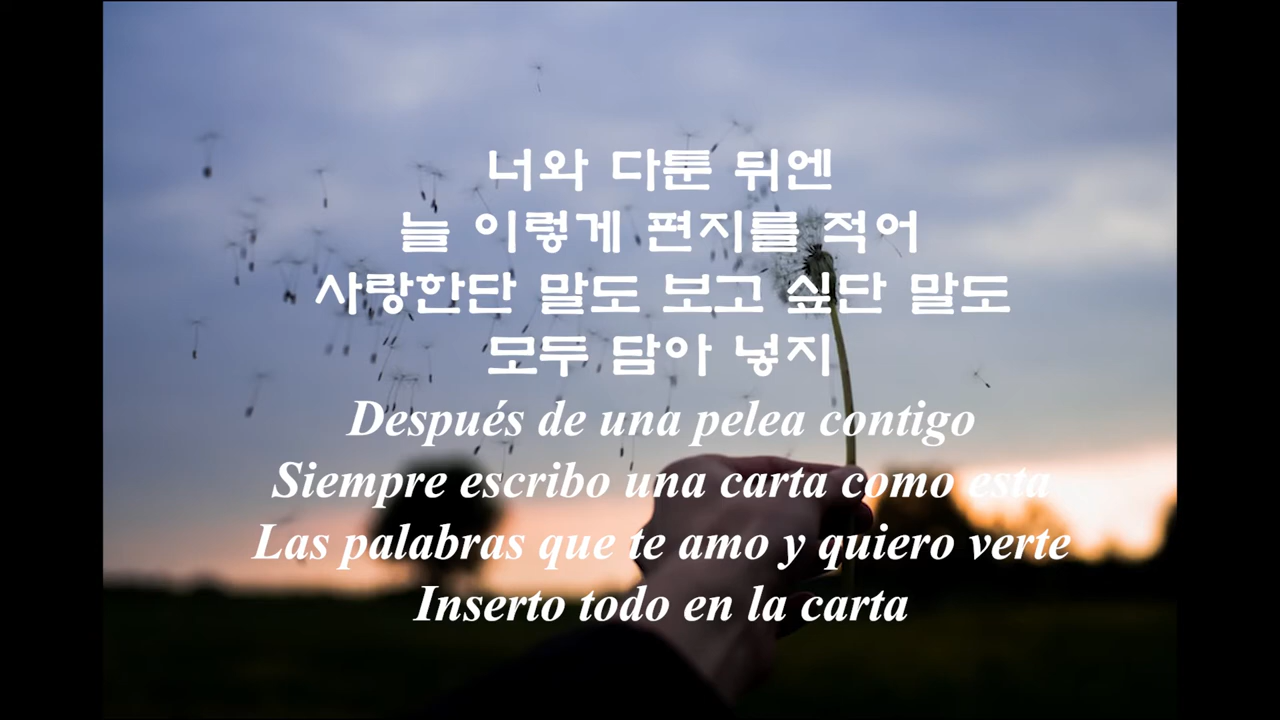 너와 다툰 뒤엔
늘 이렇게 편지를 적어
사랑한단 말도 보고 싶단 말도
모두 담아 넣지
Después de una pelea contigo
Siempre escribo una carta como esta
Las palabras que te amo y quiero verte
Inserto todo en la carta